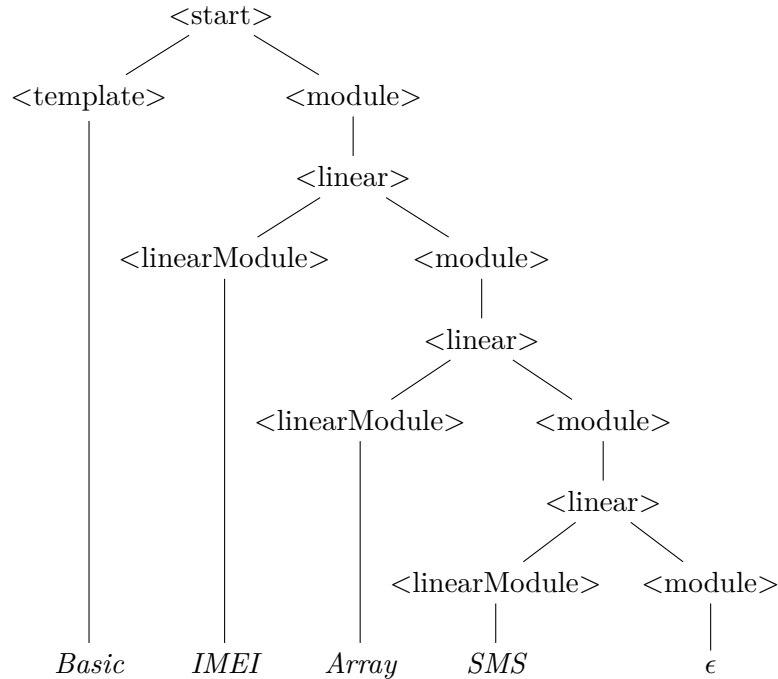 <start>
<template> <module>
<linear>
<linearModule> <module>
<linear>
<linearModule> <module>
<linear>
<linearModule> <module>
Basic IMEI Array SMS ϵ